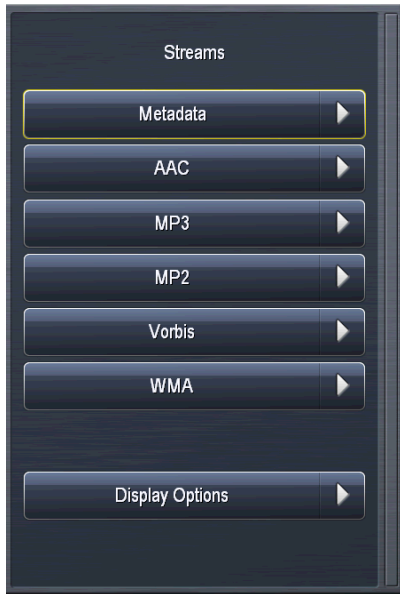 Streams
Metadata
AAC
MP3
MP2
Vorbis
WMA
Display Options